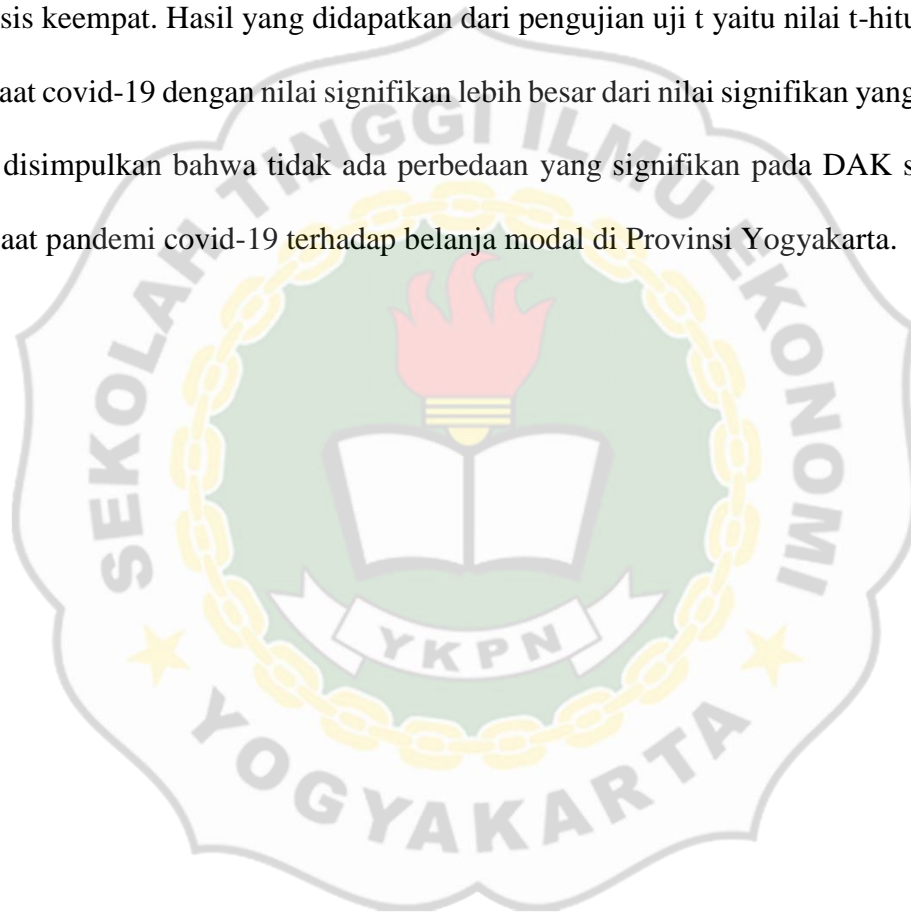 sis keempat. Hasil yang didapatkan dari pengujian uji t yaitu nilai t-hitu
aat covid-19 dengan nilai signifikan lebih besar dari nilai signifikan yang
disimpulkan bahwa tidak ada perbedaan yang signifikan pada DAK s
aat pandemi covid-19 terhadap belanja modal di Provinsi Yogyakarta.
SEKOLAH TINGGI ILMU EKONOMI
YKPN
YOGYAKARTA